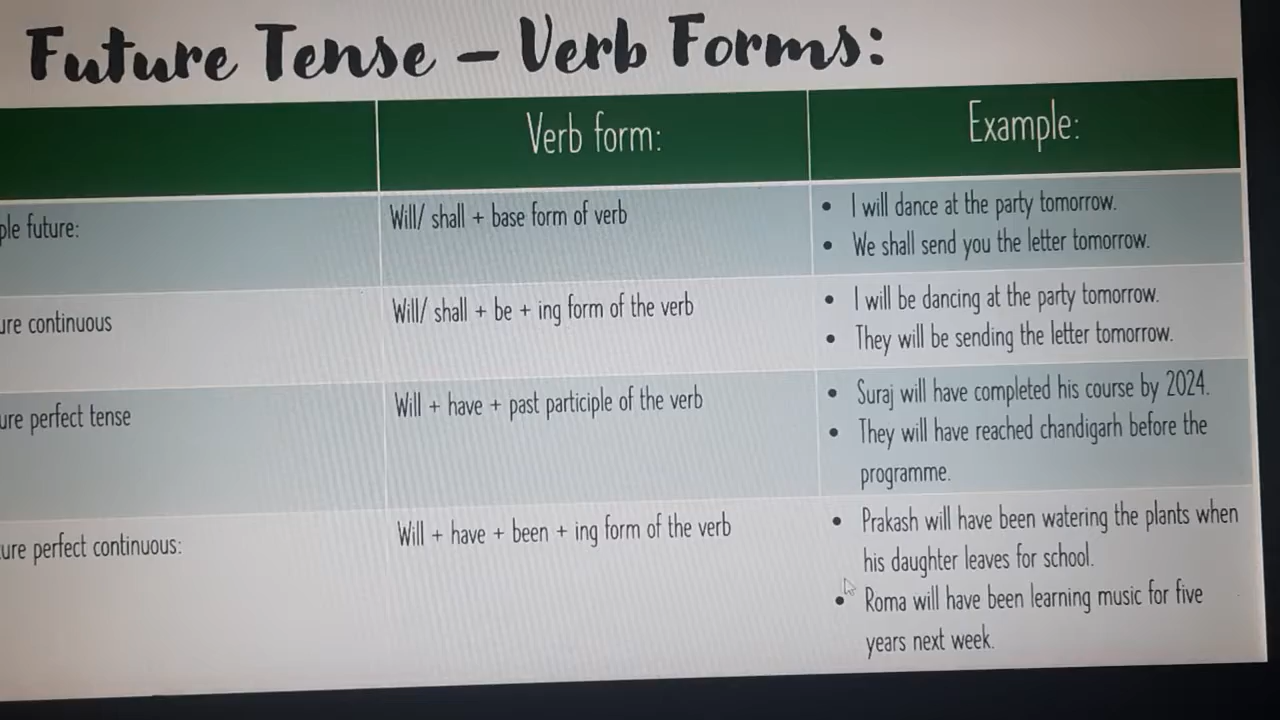 Future Tense – Verb Forms:
Verb form:
Example:
ple future:
Will/ shall + base form of verb
• I will dance at the party tomorrow.
• We shall send you the letter tomorrow.
ure continuous
Will/ shall + be + ing form of the verb
• I will be dancing at the party tomorrow.
• They will be sending the letter tomorrow.
ure perfect tense
Will + have + past participle of the verb
• Suraj will have completed his course by 2024.
• They will have reached chandigarh before the
programme.
ure perfect continuous:
Will + have + been + ing form of the verb
• Prakash will have been watering the plants when
his daughter leaves for school.
• Roma will have been learning music for five
years next week.